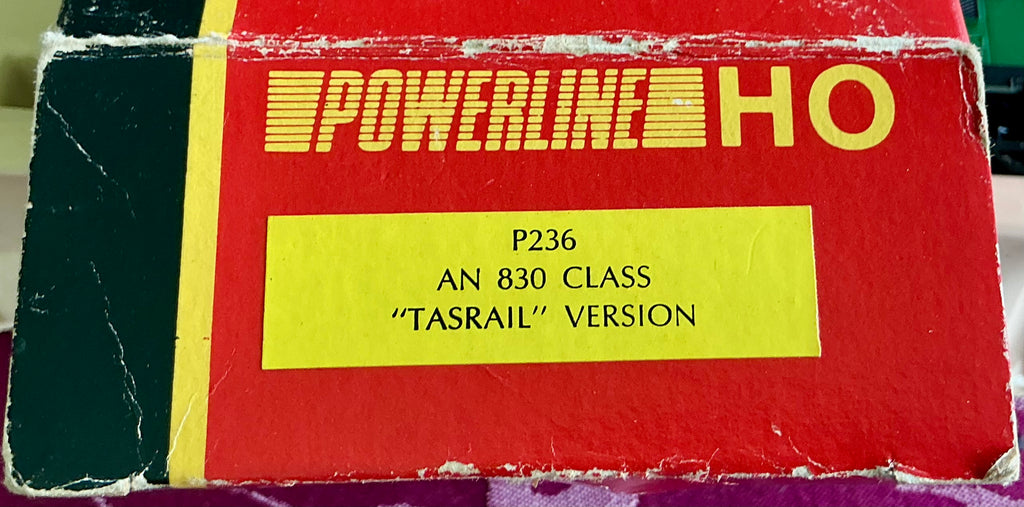 POWERLINE HO
P236
AN 830 CLASS
“TASRAIL” VERSION